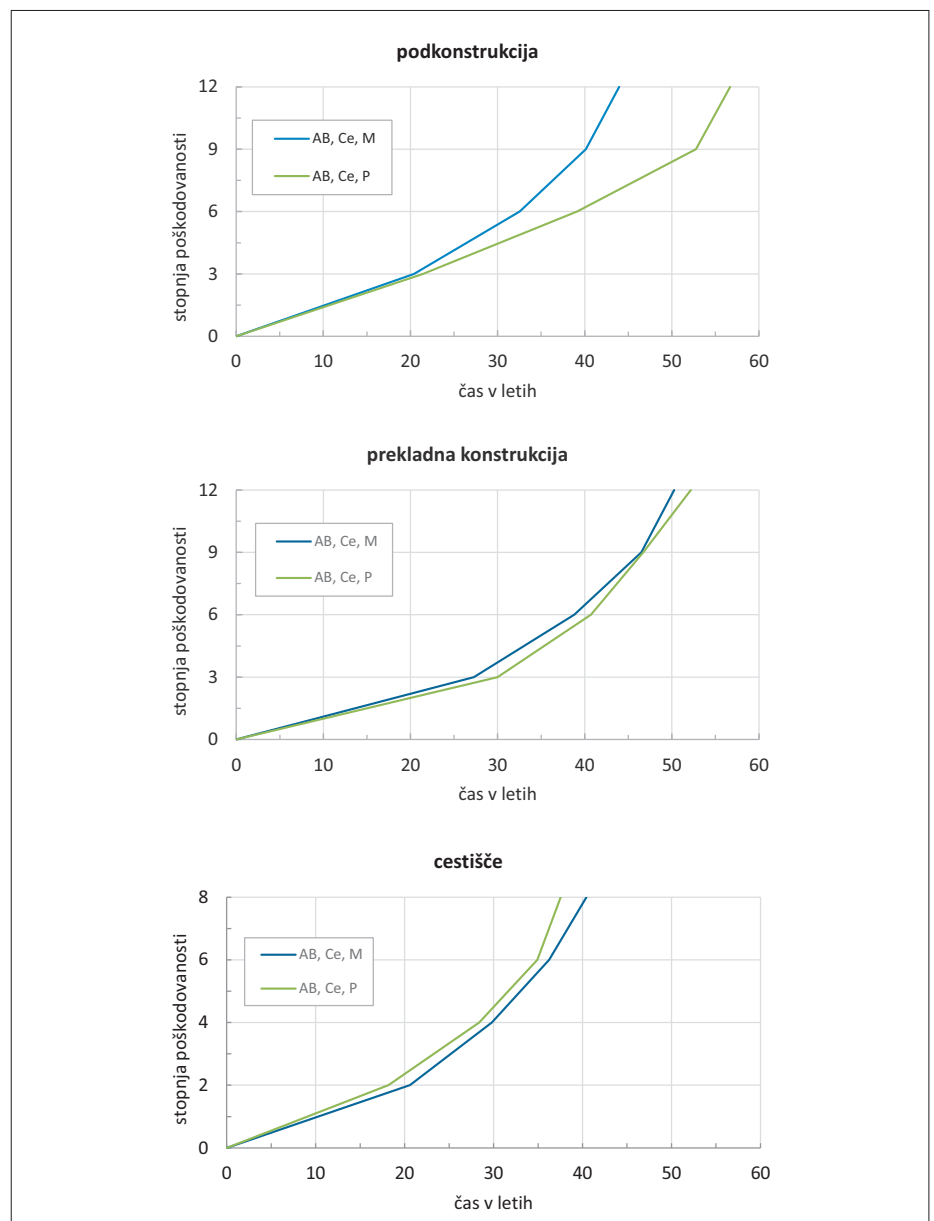 podkonstrukcija
12
9
6
3
0
stopnja poškodovanosti
AB, Ce, M
AB, Ce, P
0 10 20 30 40 50 60
čas v letih
prekladna konstrukcija
12
9
6
3
0
stopnja poškodovanosti
AB, Ce, M
AB, Ce, P
0 10 20 30 40 50 60
čas v letih
cestišče
8
6
4
2
0
stopnja poškodovanosti
AB, Ce, M
AB, Ce, P
0 10 20 30 40 50 60
čas v letih